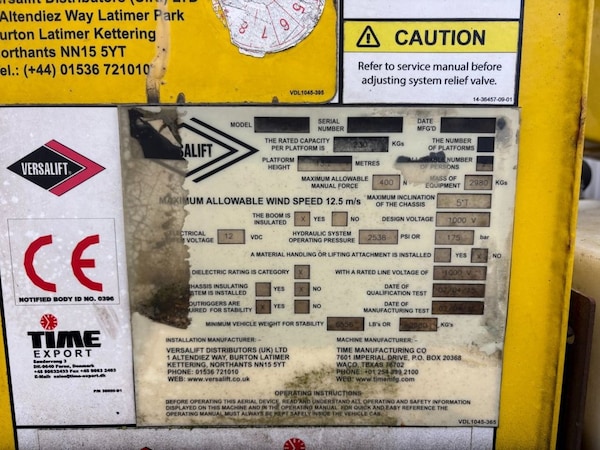 Altendiez Way Latimer Park
urton Latimer Kettering
orthants NN15 5YT
el.: (+44) 01536 721010
VDL1045-385
CAUTION
Refer to service manual before
adjusting system relief valve.
14-36457-09-01
VERSALIFT
CE
NOTIFIED BODY ID NO. 0396
TIME
EXPORT
SALIFT
MODEL
SERIAL
NUMBER
DATE
MFG'D
THE RATED CAPACITY
PER PLATFORM IS 230 KGs
THE NUMBER
OF PLATFORMS
PLATFORM
HEIGHT METRES
NUMBER
PERSONS
MAXIMUM ALLOWABLE
MANUAL FORCE 400 N
MASS OF
EQUIPMENT 2980 KGs
MAXIMUM ALLOWABLE WIND SPEED 12.5 m/s
MAXIMUM INCLINATION
OF THE CHASSIS
THE BOOM IS
INSULATED X YES NO
DESIGN VOLTAGE 1000 V
ELECTRICAL
VOLTAGE 12 VDC
HYDRAULIC SYSTEM
OPERATING PRESSURE 2538 PSI OR 175 bar
A MATERIAL HANDLING OR LIFTING ATTACHMENT IS INSTALLED YES X NO
DIELECTRIC RATING IS CATEGORY
WITH A RATED LINE VOLTAGE OF 1000 V
CHASSIS INSULATING
SYSTEM IS INSTALLED YES X NO
DATE OF
QUALIFICATION TEST
OUTRIGGERS ARE
REQUIRED FOR STABILITY YES NO
DATE OF
MANUFACTURING TEST
MINIMUM VEHICLE WEIGHT FOR STABILITY LB's OR KG's
INSTALLATION MANUFACTURER: -
MACHINE MANUFACTURER: -
VERSALIFT DISTRIBUTORS (UK) LTD
1 ALTENDIEZ WAY, BURTON LATIMER
KETTERING, NORTHANTS NN15 5YT
PHONE: 01536 721010
WEB: www.versalift.co.uk
TIME MANUFACTURING CO
7601 IMPERIAL DRIVE, P.O. BOX 20368
WACO, TEXAS 76702
PHONE: +01 254 399 2100
WEB: www.timemfg.com
OPERATING INSTRUCTIONS
BEFORE OPERATING THIS AERIAL DEVICE, READ AND UNDERSTAND ALL OPERATING AND SAFETY INFORMATION
DISPLAYED ON THIS MACHINE AND IN THE OPERATING MANUAL. FOR QUICK AND EASY REFERENCE THE
OPERATING MANUAL MUST ALWAYS BE KEPT SAFELY INSIDE THE VEHICLE CAB.
VDL1045-385